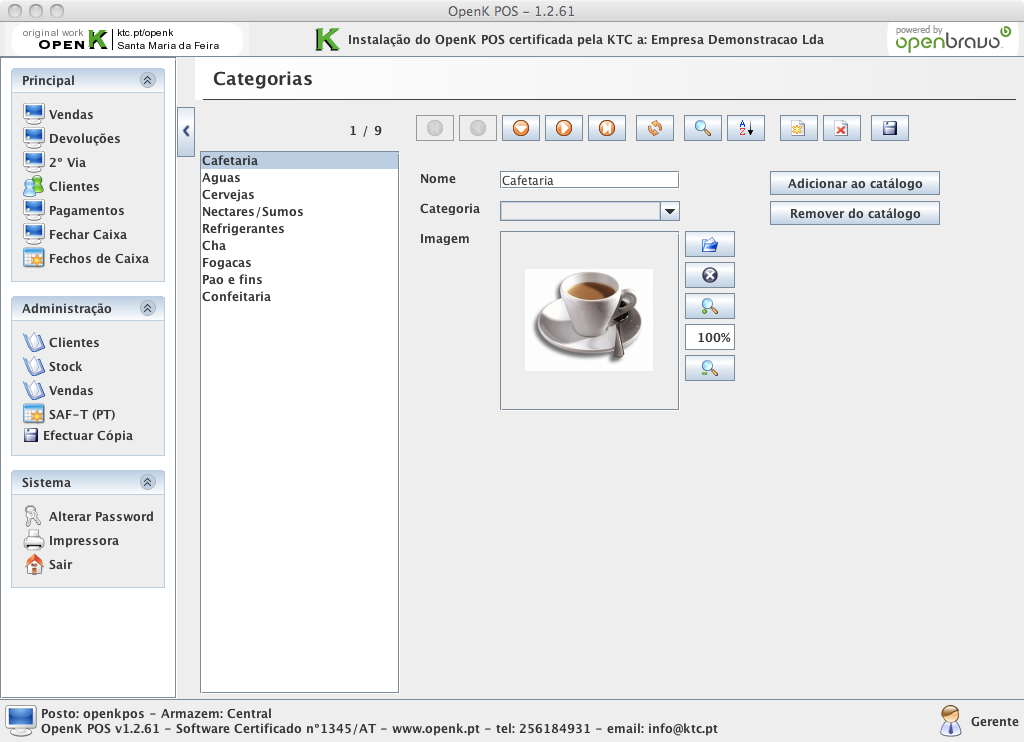 OpenK POS – 1.2.61
original work
OPEN K
ktc.pt/openk
Santa Maria da Feira
Instalação do OpenK POS certificada pela KTC a: Empresa Demonstracao Lda
powered by
openbravo
Principal
Vendas
Devoluções
2º Via
Clientes
Pagamentos
Fechar Caixa
Fechos de Caixa
Administração
Clientes
Stock
Vendas
SAF-T (PT)
Efectuar Cópia
Sistema
Alterar Password
Impressora
Sair
Categorias
1 / 9
Cafetaria
Aguas
Cervejas
Nectares/Sumos
Refrigerantes
Cha
Fogacas
Pao e fins
Confeitaria
Nome
Cafetaria
Categoria
Imagem
100%
Adicionar ao catálogo
Remover do catálogo
Posto: openkpos - Armazem: Central
OpenK POS v1.2.61 - Software Certificado n°1345/AT - www.openk.pt - tel: 256184931 - email: info@ktc.pt
Gerente